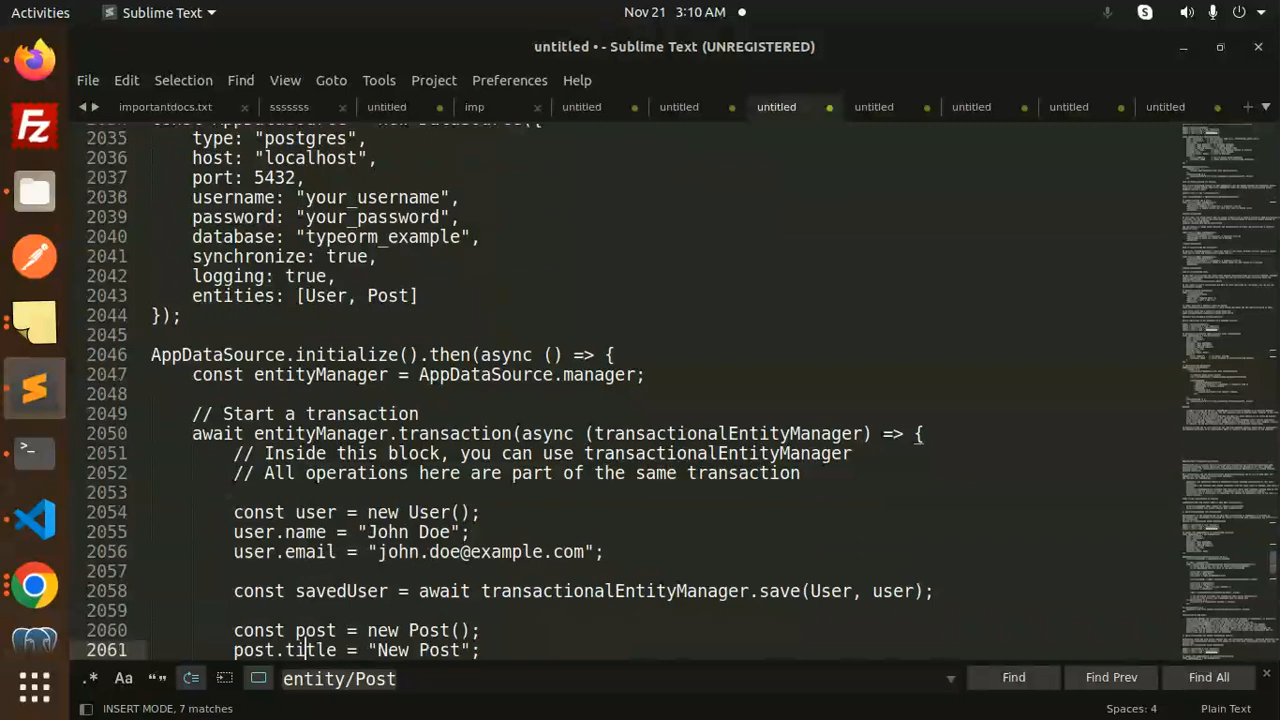 Activities
Sublime Text
Nov 21 3:10 AM
untitled • - Sublime Text (UNREGISTERED)
File Edit Selection Find View Goto Tools Project Preferences Help
importantdocs.txt sssssss untitled imp untitled untitled untitled untitled untitled untitled untitled
2035 type: "postgres",
2036 host: "localhost",
2037 port: 5432,
2038 username: "your_username",
2039 password: "your_password",
2040 database: "typeorm_example",
2041 synchronize: true,
2042 logging: true,
2043 entities: [User, Post]
2044 });
2045
2046 AppDataSource.initialize().then(async () => {
2047 const entityManager = AppDataSource.manager;
2048
2049 // Start a transaction
2050 await entityManager.transaction(async (transactionalEntityManager) => {
2051 // Inside this block, you can use transactionalEntityManager
2052 // All operations here are part of the same transaction
2053
2054 const user = new User();
2055 user.name = "John Doe";
2056 user.email = "john.doe@example.com";
2057
2058 const savedUser = await transactionalEntityManager.save(User, user);
2059
2060 const post = new Post();
2061 post.title = "New Post";
.* Aa entity/Post Find Find Prev Find All
INSERT MODE, 7 matches
Spaces: 4 Plain Text